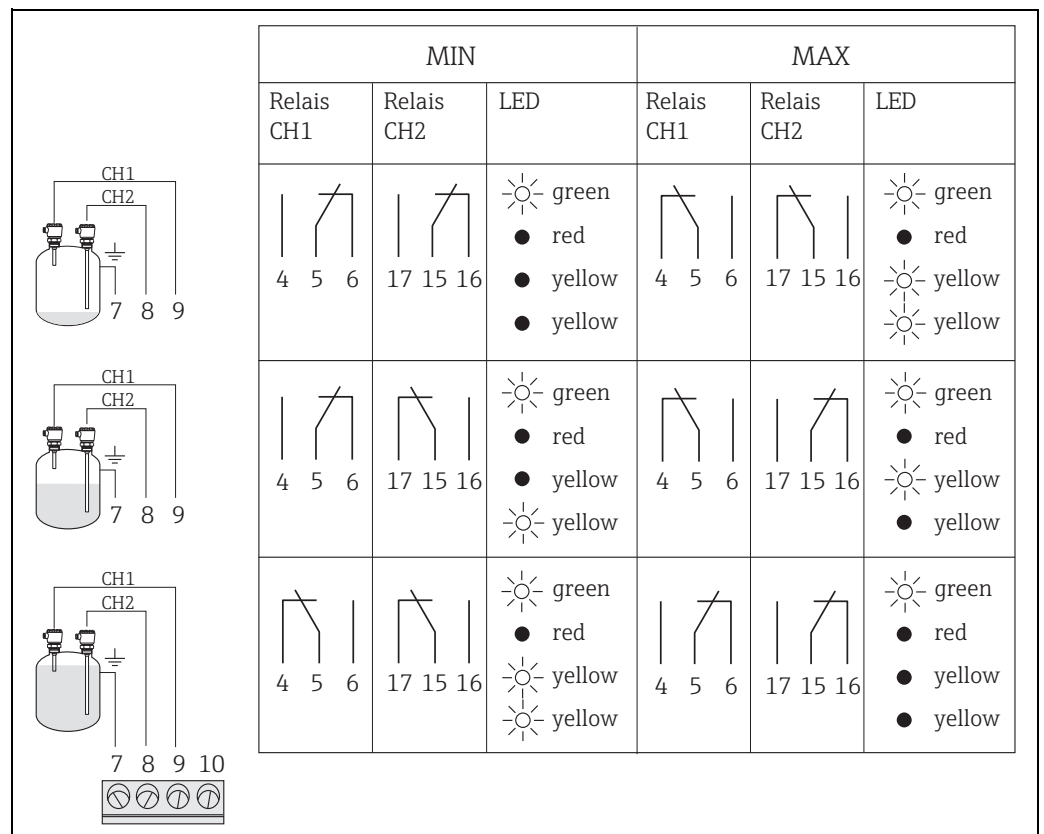 MIN MAX
Relais CH1 Relais CH2 LED Relais CH1 Relais CH2 LED
CH1
CH2
7 8 9
4 5 6 17 15 16
green
red
yellow
yellow
4 5 6 17 15 16
green
red
yellow
yellow
CH1
CH2
7 8 9
4 5 6 17 15 16
green
red
yellow
yellow
4 5 6 17 15 16
green
red
yellow
yellow
CH1
CH2
4 5 6 17 15 16
green
red
yellow
yellow
4 5 6 17 15 16
green
red
yellow
yellow
7 8 9 10